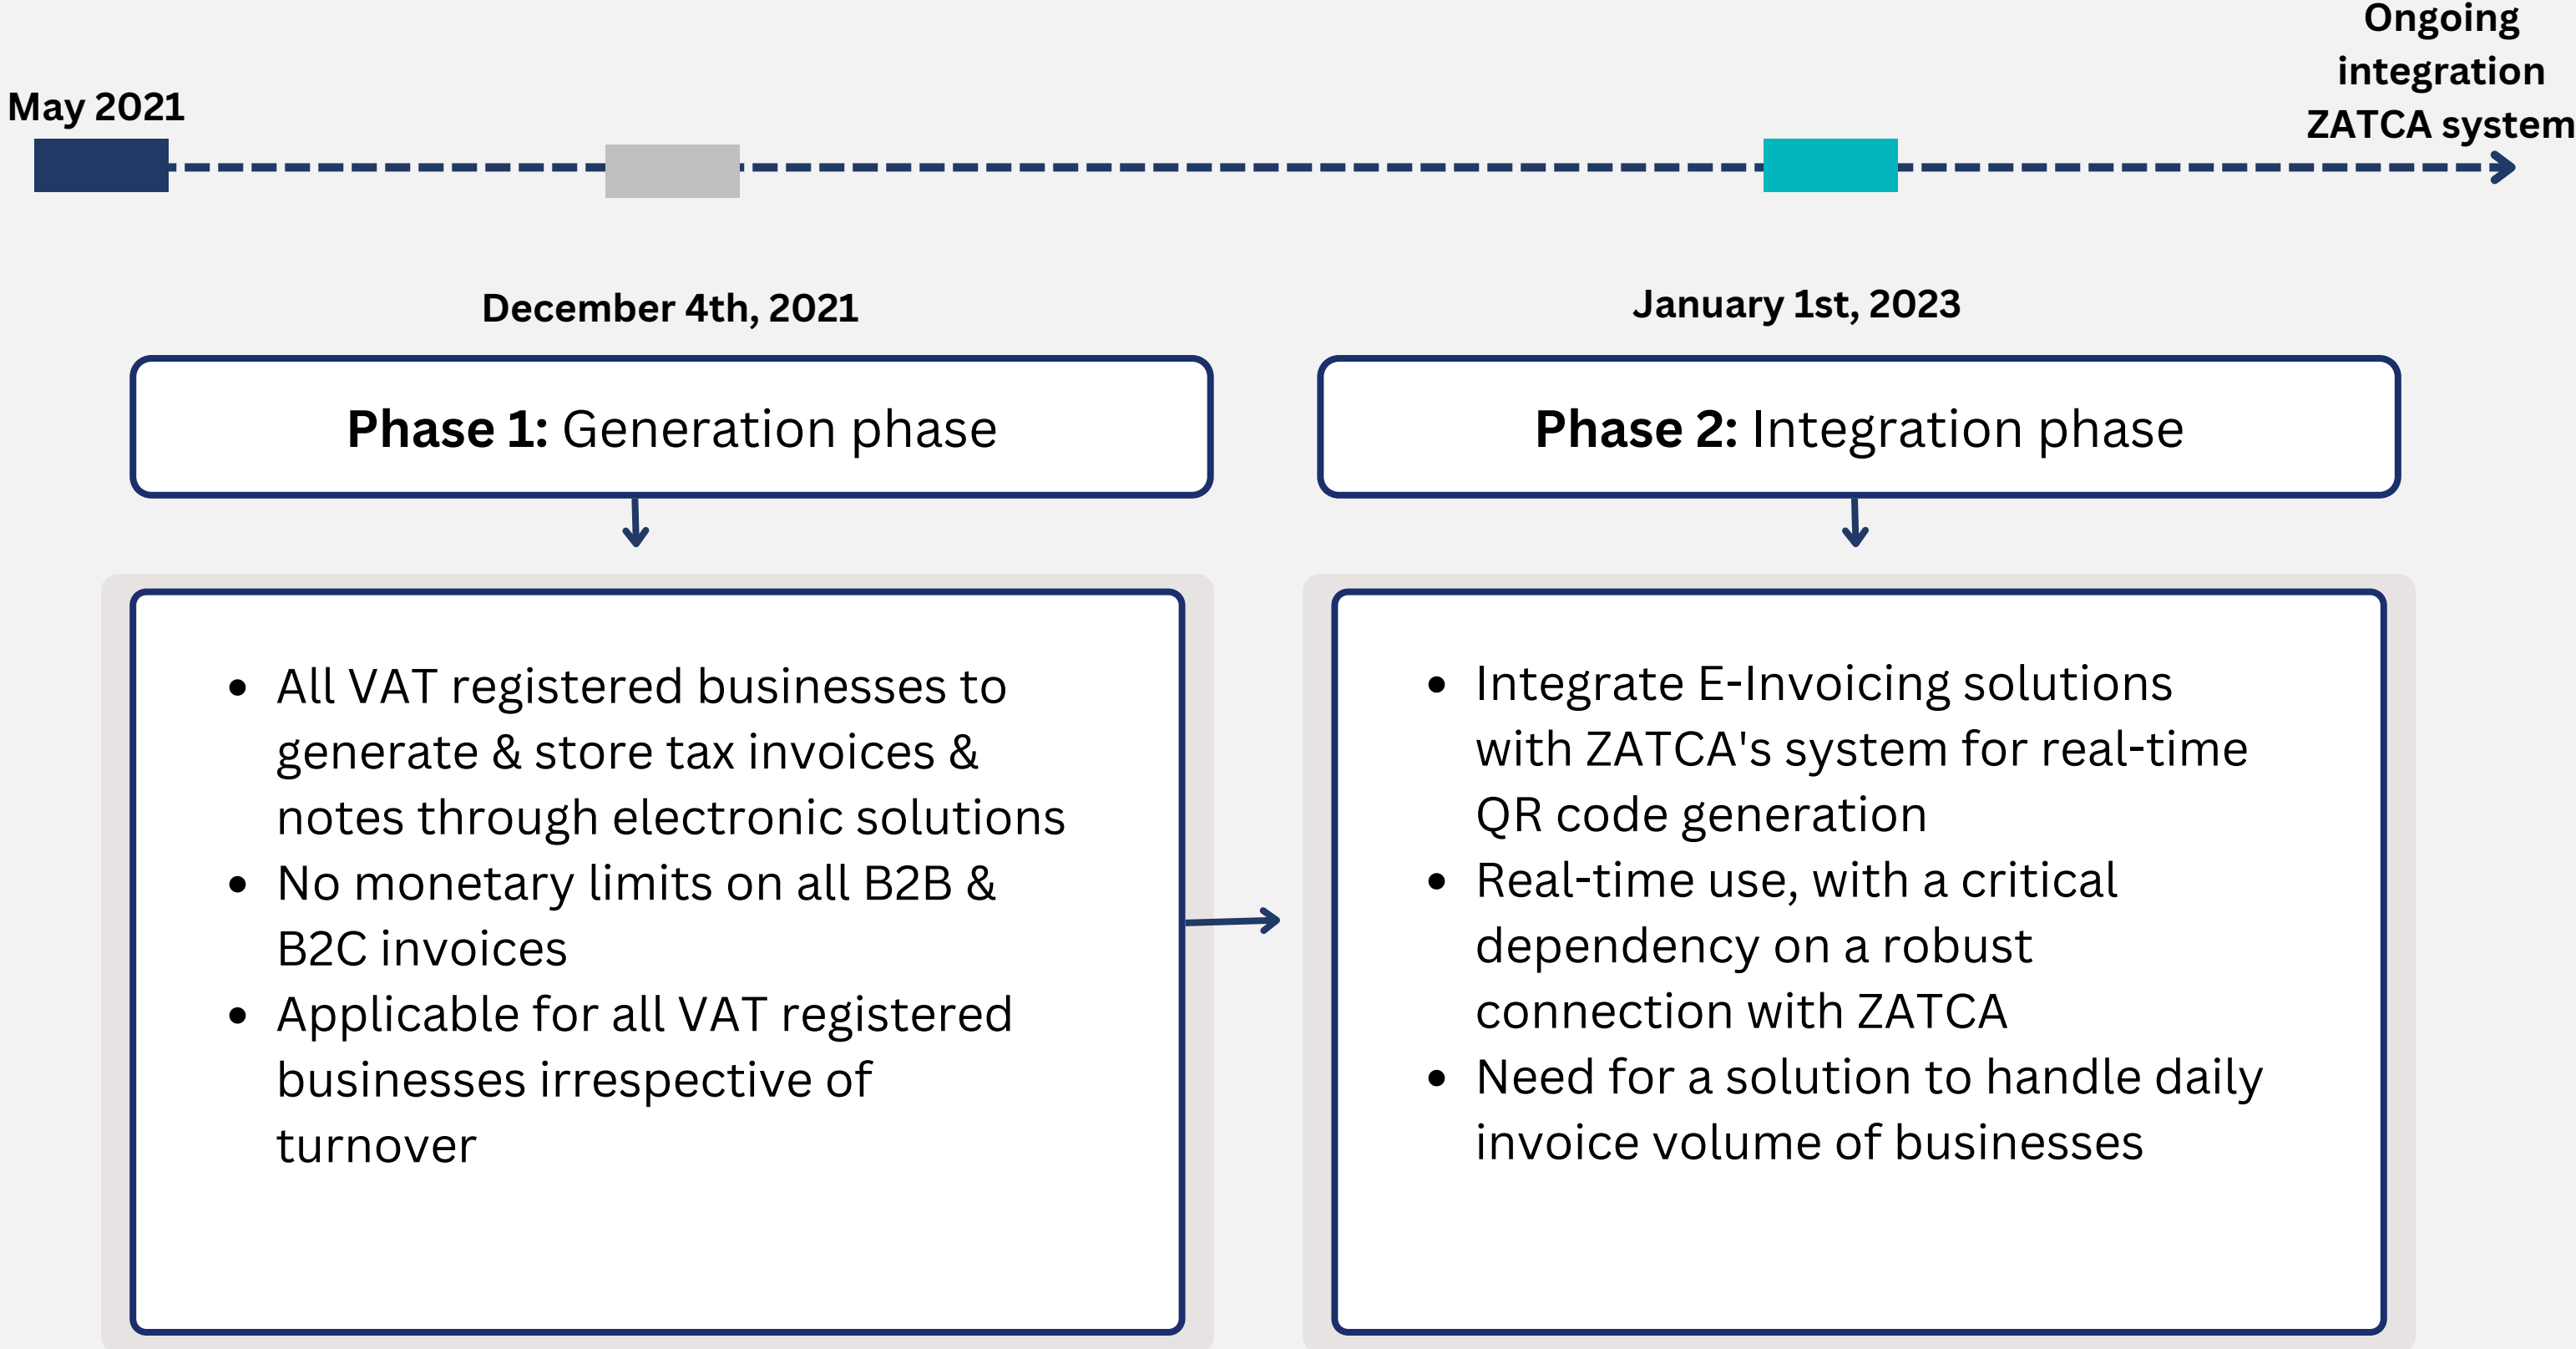 Ongoing
integration
ZATCA system
May 2021
December 4th, 2021
January 1st, 2023
Phase 1: Generation phase
Phase 2: Integration phase
• All VAT registered businesses to
generate & store tax invoices &
notes through electronic solutions
• No monetary limits on all B2B &
B2C invoices
• Applicable for all VAT registered
businesses irrespective of
turnover
• Integrate E-Invoicing solutions
with ZATCA's system for real-time
QR code generation
• Real-time use, with a critical
dependency on a robust
connection with ZATCA
• Need for a solution to handle daily
invoice volume of businesses